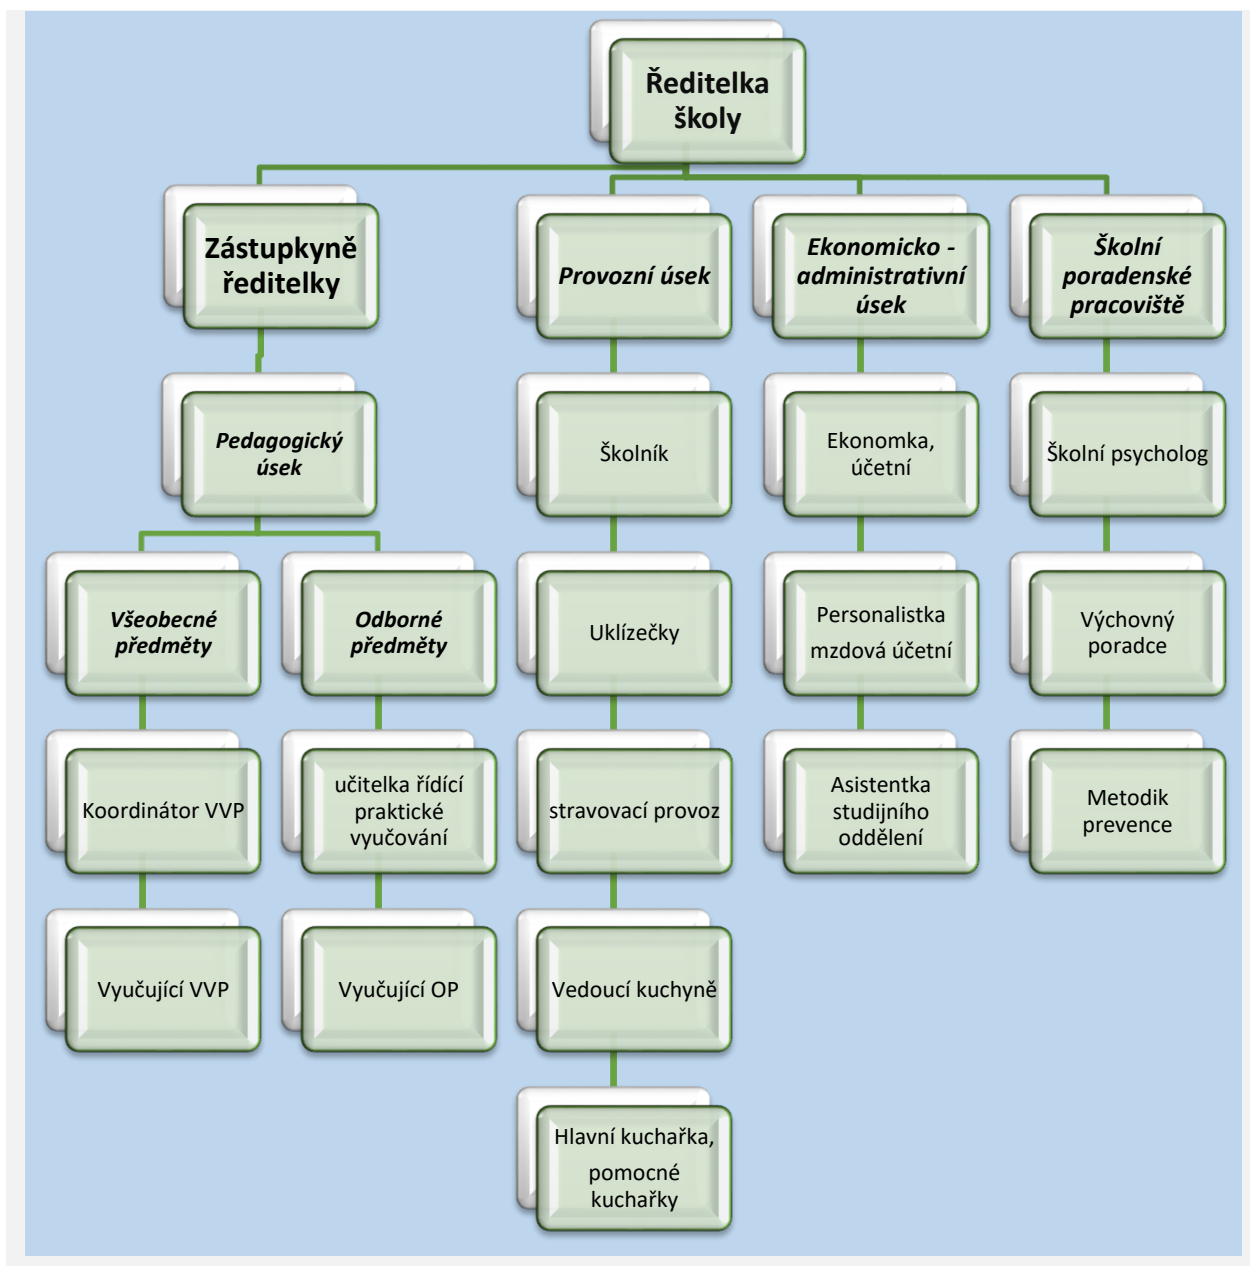 Ředitelka
školy
Zástupkyně
ředitelky
Provozní úsek
Ekonomicko -
administrativní
úsek
Školní
poradenské
pracoviště
Pedagogický
úsek
Školník
Ekonomka,
účetní
Školní psycholog
Všeobecné
předměty
Odborné
předměty
Uklízečky
Personalistka
mzdová účetní
Výchovný
poradce
Koordinátor VVP
učitelka řídící
praktické
vyučování
stravovací provoz
Asistentka
studijního
oddělení
Metodik
prevence
Vyučující VVP
Vyučující OP
Vedoucí kuchyně
Hlavní kuchařka,
pomocné
kuchařky